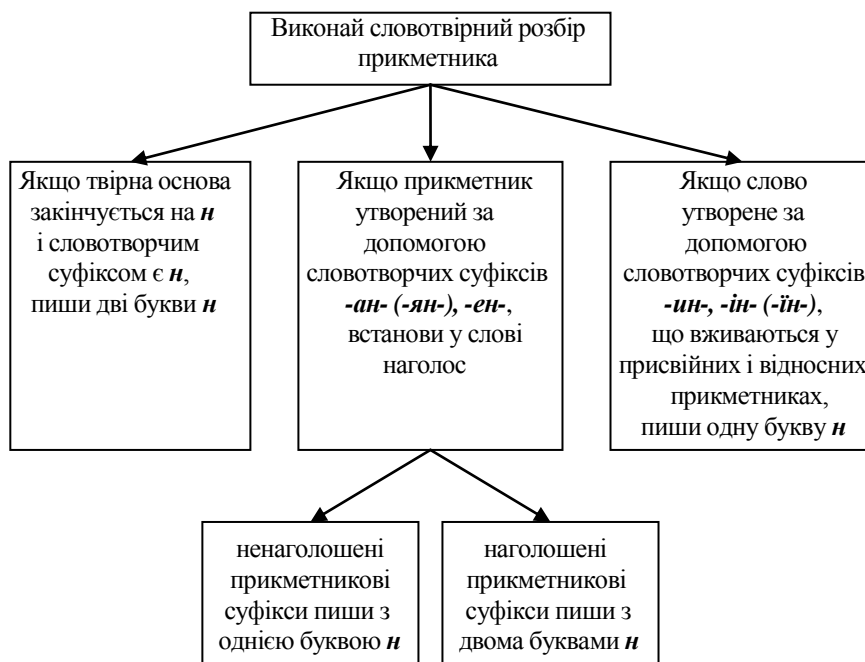 Виконай словотвірний розбір
прикметника
Якщо твірна основа
закінчується на н
і словотворчим
суфіксом є н,
пиши дві букви н
Якщо прикметник
утворений за
допомогою
словотворчих суфіксів
-ан- (-ян-), -ен-,
встанови у слові
наголос
Якщо слово
утворене за
допомогою
словотворчих суфіксів
-ин-, -ін- (-їн-),
що вживаються у
присвійних і відносних
прикметниках,
пиши одну букву н
ненаголошені
прикметникові
суфікси пиши з
однією буквою н
наголошені
прикметникові
суфікси пиши з
двома буквами н